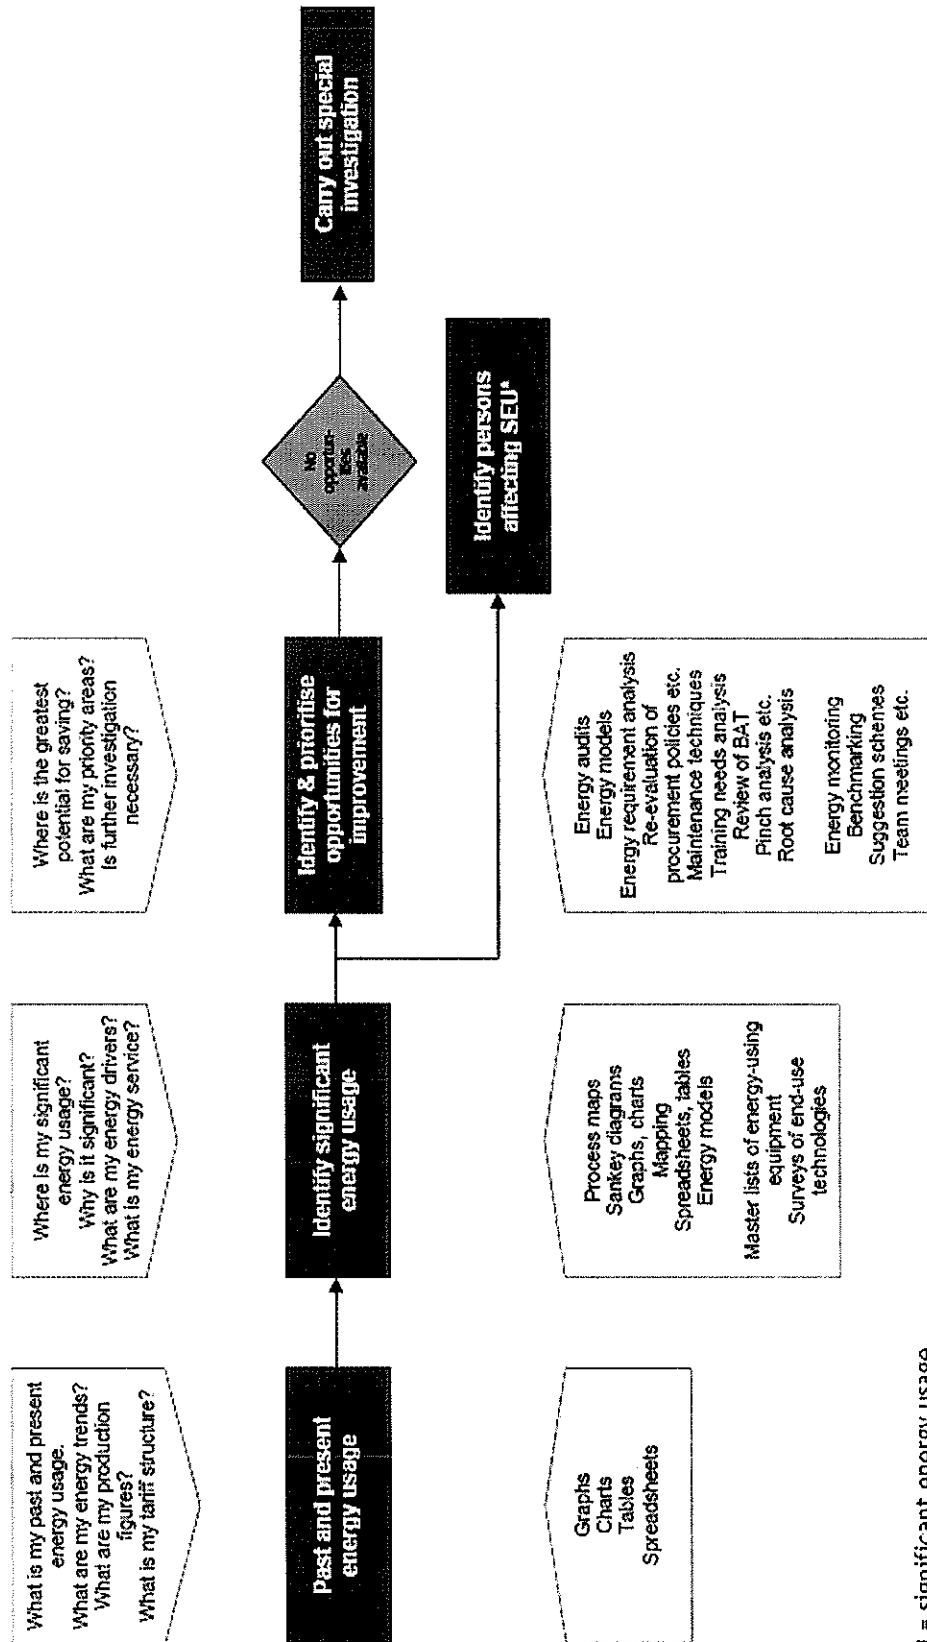 What is my past and present
energy usage.
What are my energy trends?
What are my production
figures?
What is my tariff structure?
Where is my significant
energy usage?
Why is it significant?
What are my energy drivers?
What is my energy service?
Where is the greatest
potential for saving?
What are my priority areas?
Is further investigation
necessary?
Past and present
energy usage
Identify significant
energy usage
Identify & prioritise
opportunities for
improvement
No
opportun-
ities
available
Carry out special
investigation
Identify persons
affecting SEU*
Graphs
Charts
Tables
Spreadsheets
Process maps
Sankey diagrams
Graphs, charts
Mapping
Spreadsheets, tables
Energy models
Master lists of energy-using
equipment
Surveys of end-use
technologies
Energy audits
Energy models
Energy requirement analysis
Re-evaluation of
procurement policies etc.
Maintenance techniques
Training needs analysis
Review of BAT
Pinch analysis etc.
Root cause analysis
Energy monitoring
Benchmarking
Suggestion schemes
Team meetings etc.
= significant energy usage